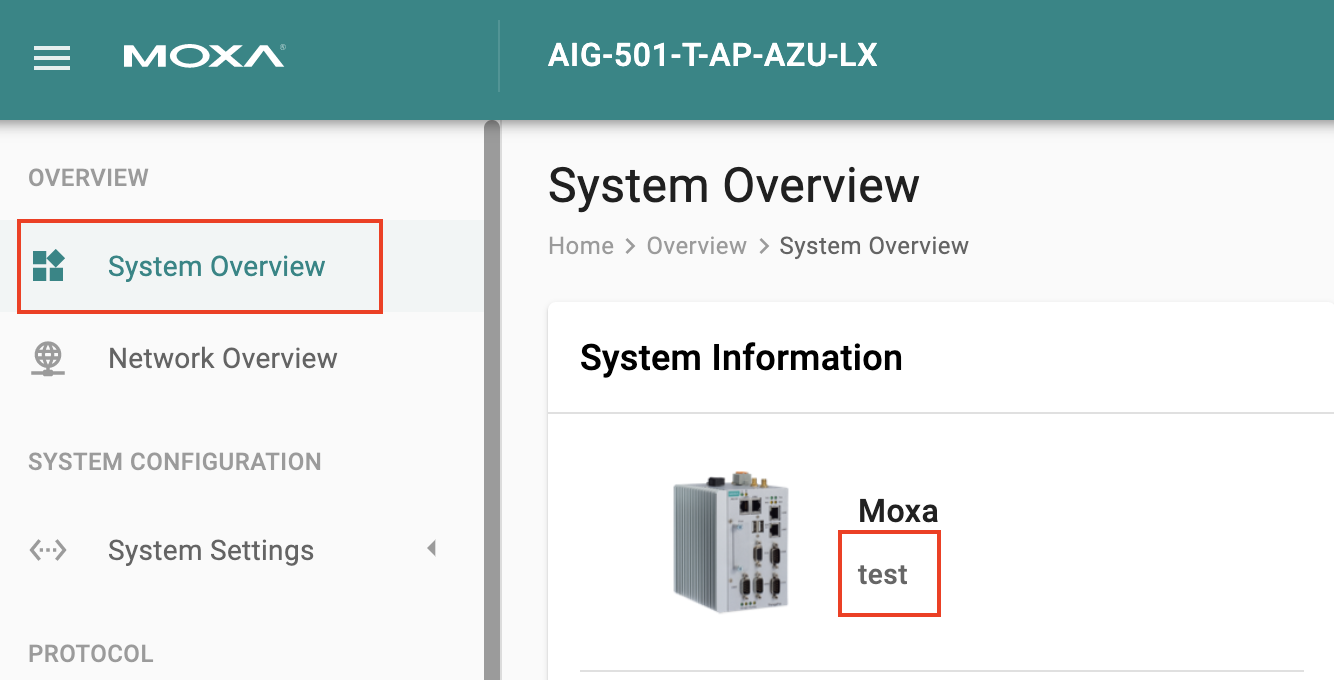 MOXA®
AIG-501-T-AP-AZU-LX
OVERVIEW
System Overview
Network Overview
SYSTEM CONFIGURATION
System Settings
PROTOCOL
System Overview
Home > Overview > System Overview
System Information
Moxa
test